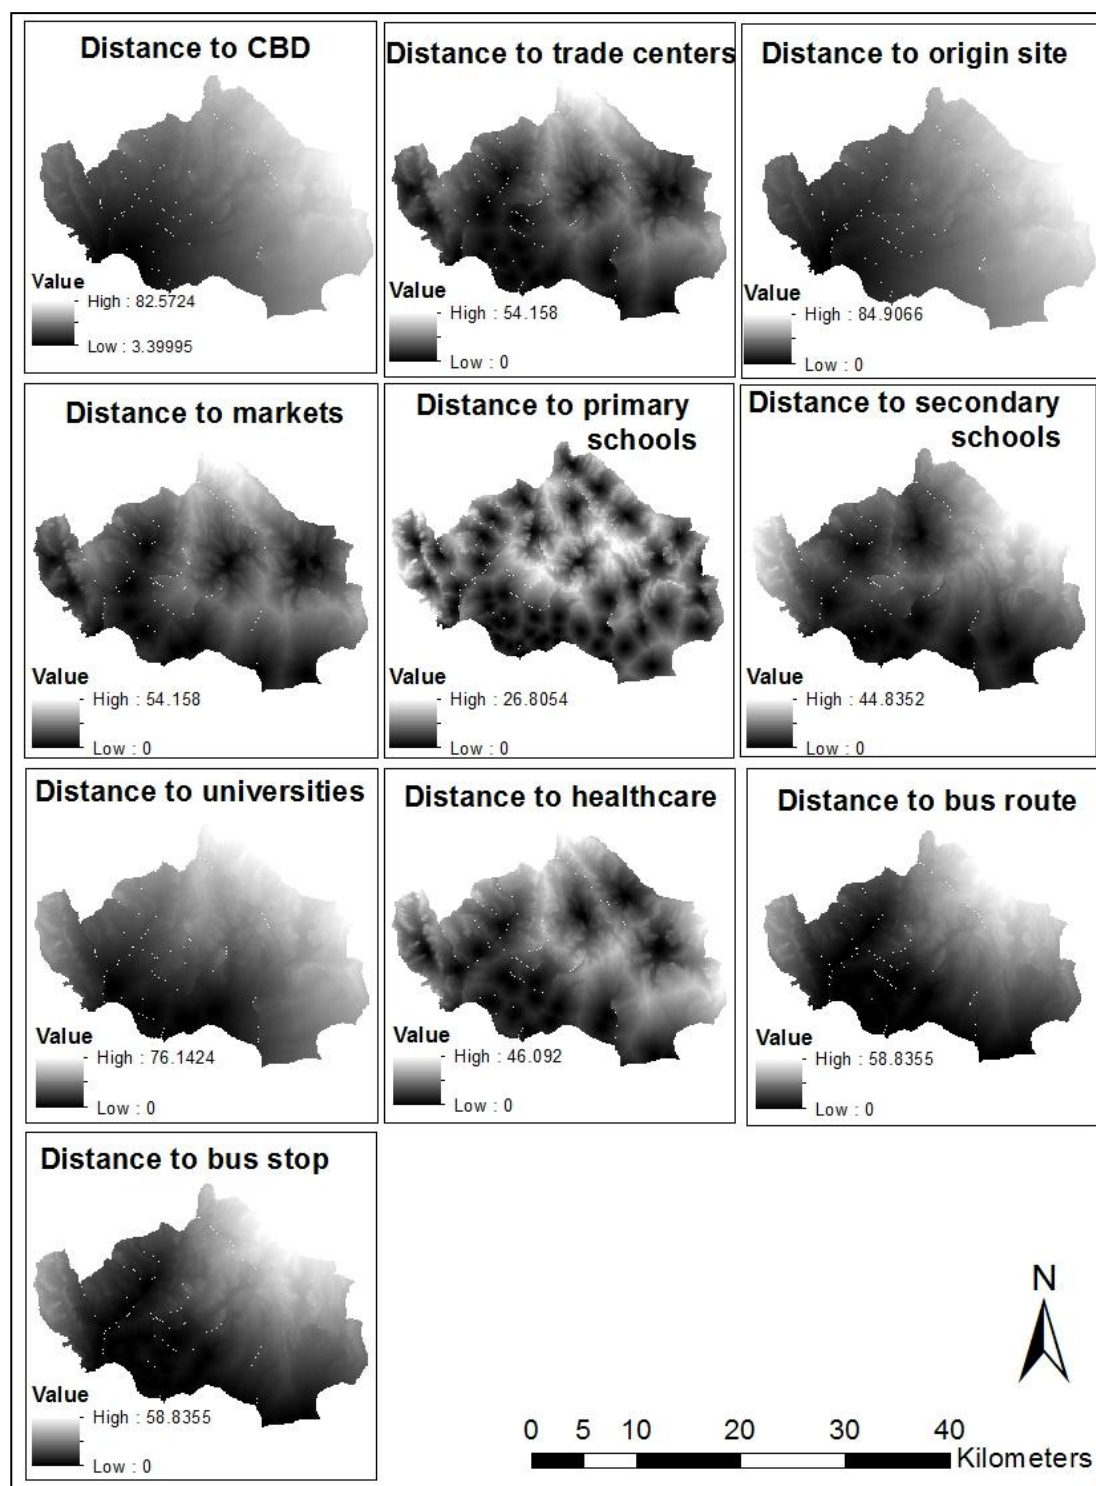 Distance to CBD
Value
High : 82.5724
Low : 3.39995
Distance to trade centers
Value
High : 54.158
Low : 0
Distance to origin site
Value
High : 84.9066
Low : 0
Distance to markets
Value
High : 54.158
Low : 0
Distance to primary
schools
Value
High : 26.8054
Low : 0
Distance to secondary
schools
Value
High : 44.8352
Low : 0
Distance to universities
Value
High : 76.1424
Low : 0
Distance to healthcare
Value
High : 46.092
Low : 0
Distance to bus route
Value
High : 58.8355
Low : 0
Distance to bus stop
Value
High : 58.8355
Low : 0
N
0 5 10 20 30 40
Kilometers